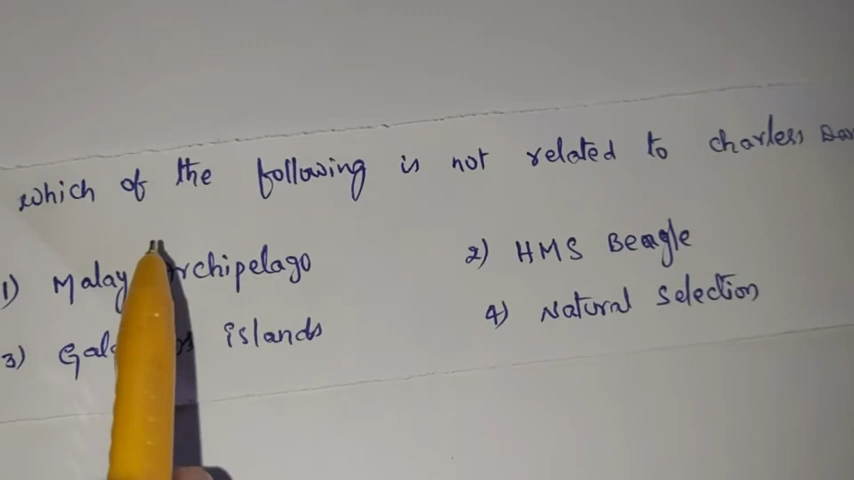 which of the following is not related to charless
1) Malay Archipelago 2) HMS Beagle
3) islands 4) Natural Selection